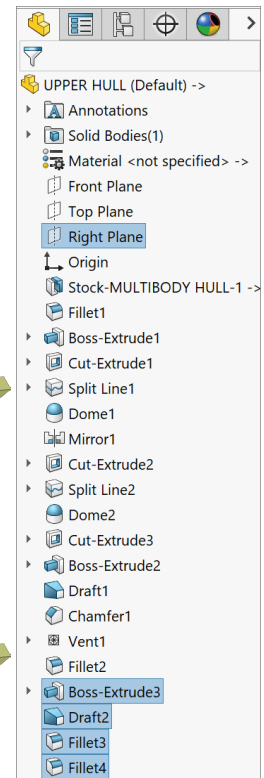 UPPER HULL (Default) ->
Annotations
Solid Bodies(1)
Material <not specified> ->
Front Plane
Top Plane
Right Plane
Origin
Stock-MULTIBODY HULL-1 ->
Fillet1
Boss-Extrude1
Cut-Extrude1
Split Line1
Dome1
Mirror1
Cut-Extrude2
Split Line2
Dome2
Cut-Extrude3
Boss-Extrude2
Draft1
Chamfer1
Vent1
Fillet2
Boss-Extrude3
Draft2
Fillet3
Fillet4